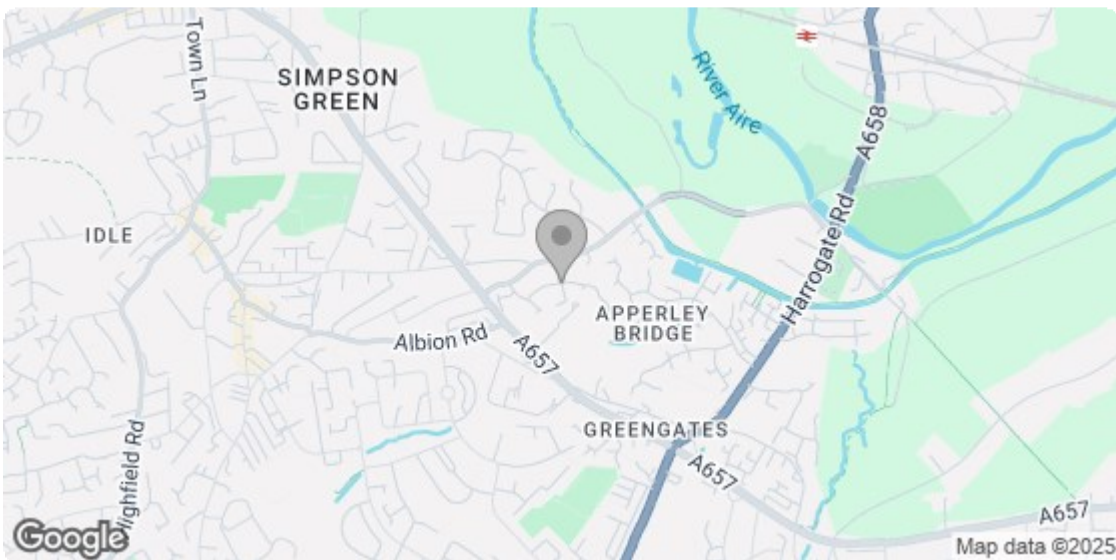 Town Ln
SIMPSON
GREEN
River Aire
A658
IDLE
Harrogate Rd
APPERLEY
BRIDGE
Albion Rd
A657
GREENGATES
Highfield Rd
A657
A657
Google
Map data ©2025